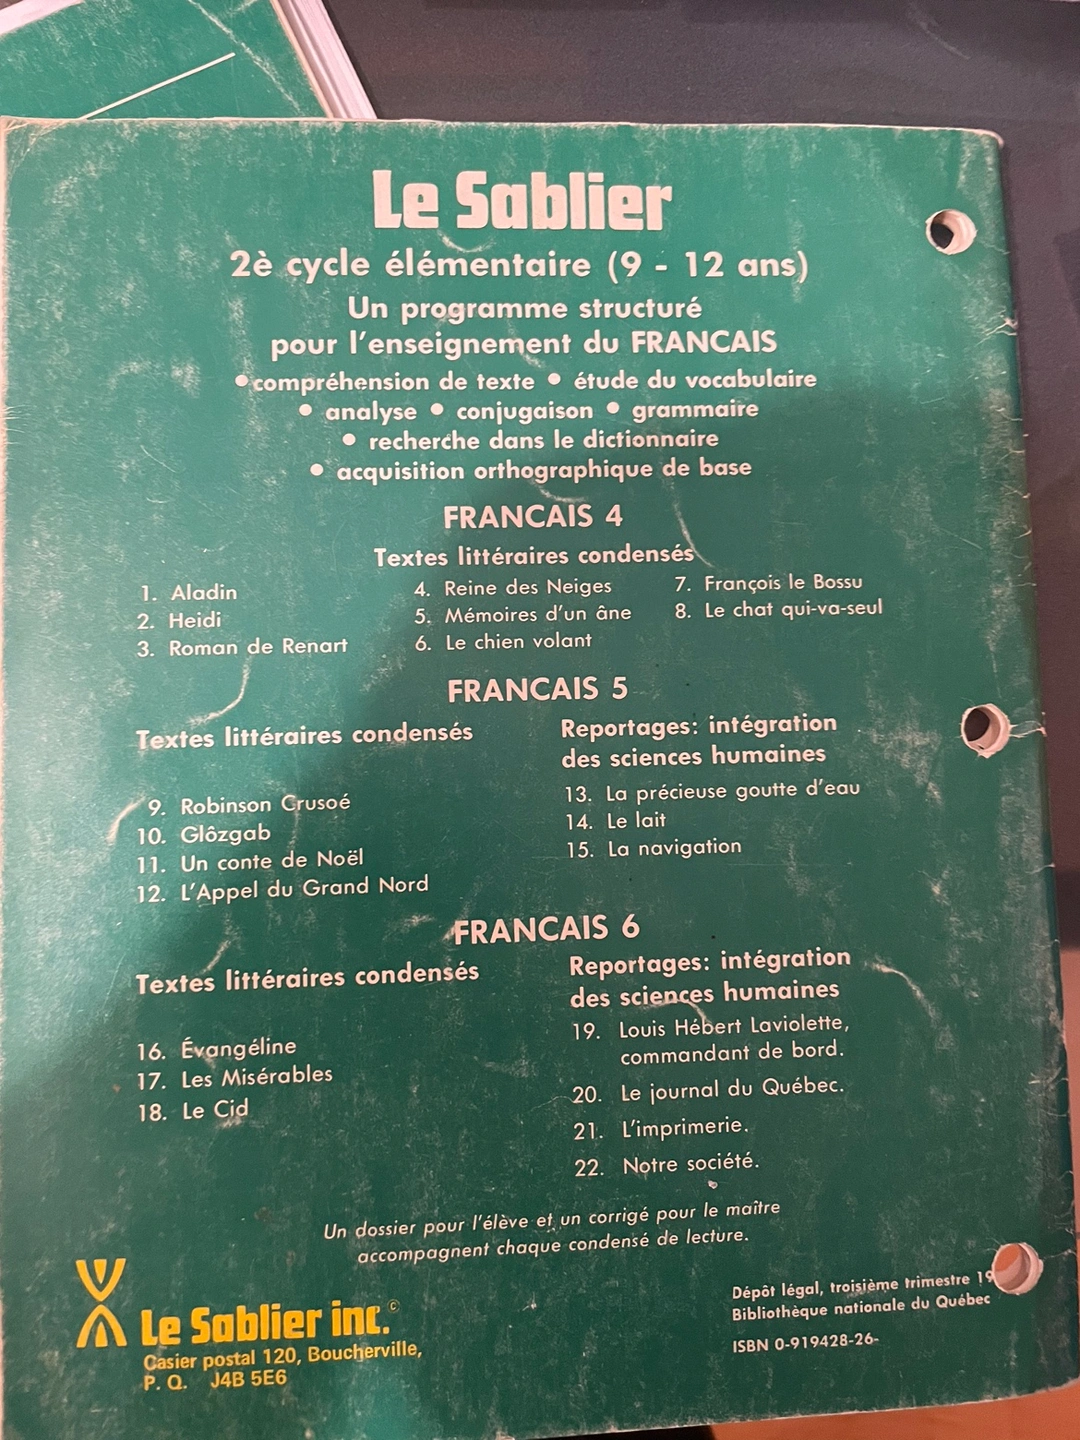 Le Sablier
2è cycle élémentaire (9 - 12 ans)
Un programme structuré
pour l'enseignement du FRANCAIS
• compréhension de texte • étude du vocabulaire
• analyse • conjugaison • grammaire
• recherche dans le dictionnaire
• acquisition orthographique de base
FRANCAIS 4
Textes littéraires condensés
1. Aladin
2. Heidi
3. Roman de Renart
4. Reine des Neiges
5. Mémoires d'un âne
6. Le chien volant
7. François le Bossu
8. Le chat qui-va-seul
FRANCAIS 5
Textes littéraires condensés
9. Robinson Crusoé
10. Glôzgab
11. Un conte de Noël
12. L'Appel du Grand Nord
Reportages: intégration
des sciences humaines
13. La précieuse goutte d'eau
14. Le lait
15. La navigation
FRANCAIS 6
Textes littéraires condensés
16. Évangéline
17. Les Misérables
18. Le Cid
Reportages: intégration
des sciences humaines
19. Louis Hébert Laviolette,
commandant de bord.
20. Le journal du Québec.
21. L'imprimerie.
22. Notre société.
Un dossier pour l'élève et un corrigé pour le maître
accompagnent chaque condensé de lecture.
Le Sablier inc.©
Casier postal 120, Boucherville,
P. Q. J4B 5E6
Dépôt légal, troisième trimestre 19
Bibliothèque nationale du Québec
ISBN 0-919428-26-